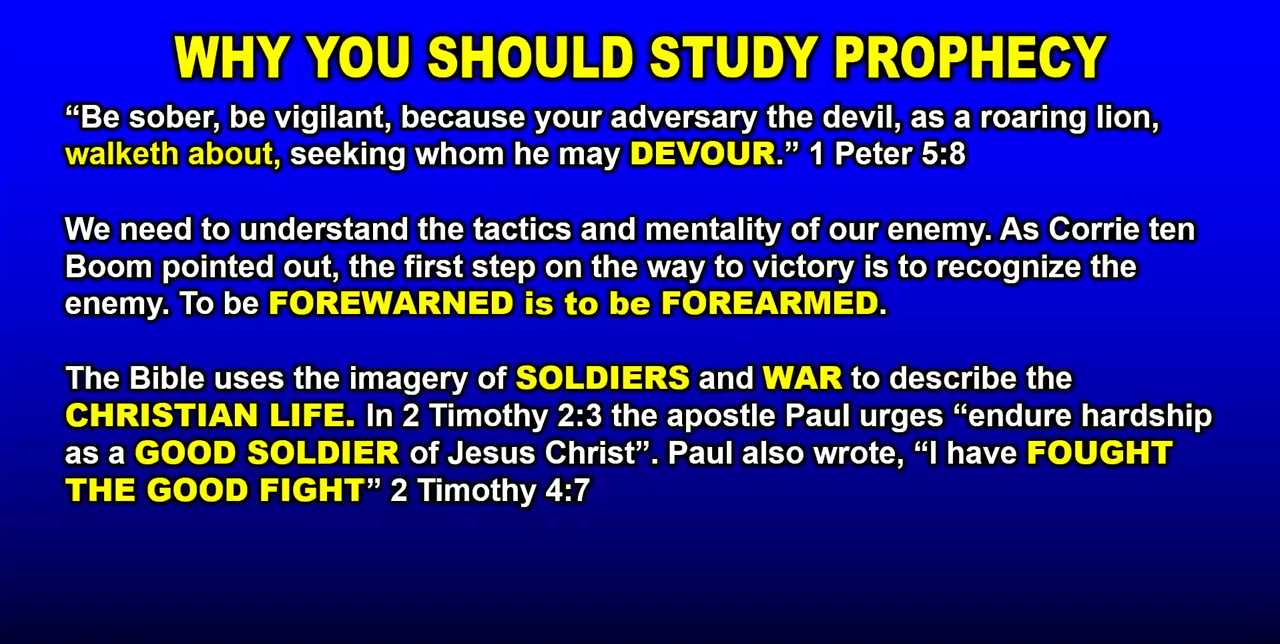 WHY YOU SHOULD STUDY PROPHECY
“Be sober, be vigilant, because your adversary the devil, as a roaring lion,
walketh about, seeking whom he may DEVOUR.” 1 Peter 5:8
We need to understand the tactics and mentality of our enemy. As Corrie ten
Boom pointed out, the first step on the way to victory is to recognize the
enemy. To be FOREWARNED is to be FOREARMED.
The Bible uses the imagery of SOLDIERS and WAR to describe the
CHRISTIAN LIFE. In 2 Timothy 2:3 the apostle Paul urges “endure hardship
as a GOOD SOLDIER of Jesus Christ”. Paul also wrote, “I have FOUGHT
THE GOOD FIGHT” 2 Timothy 4:7